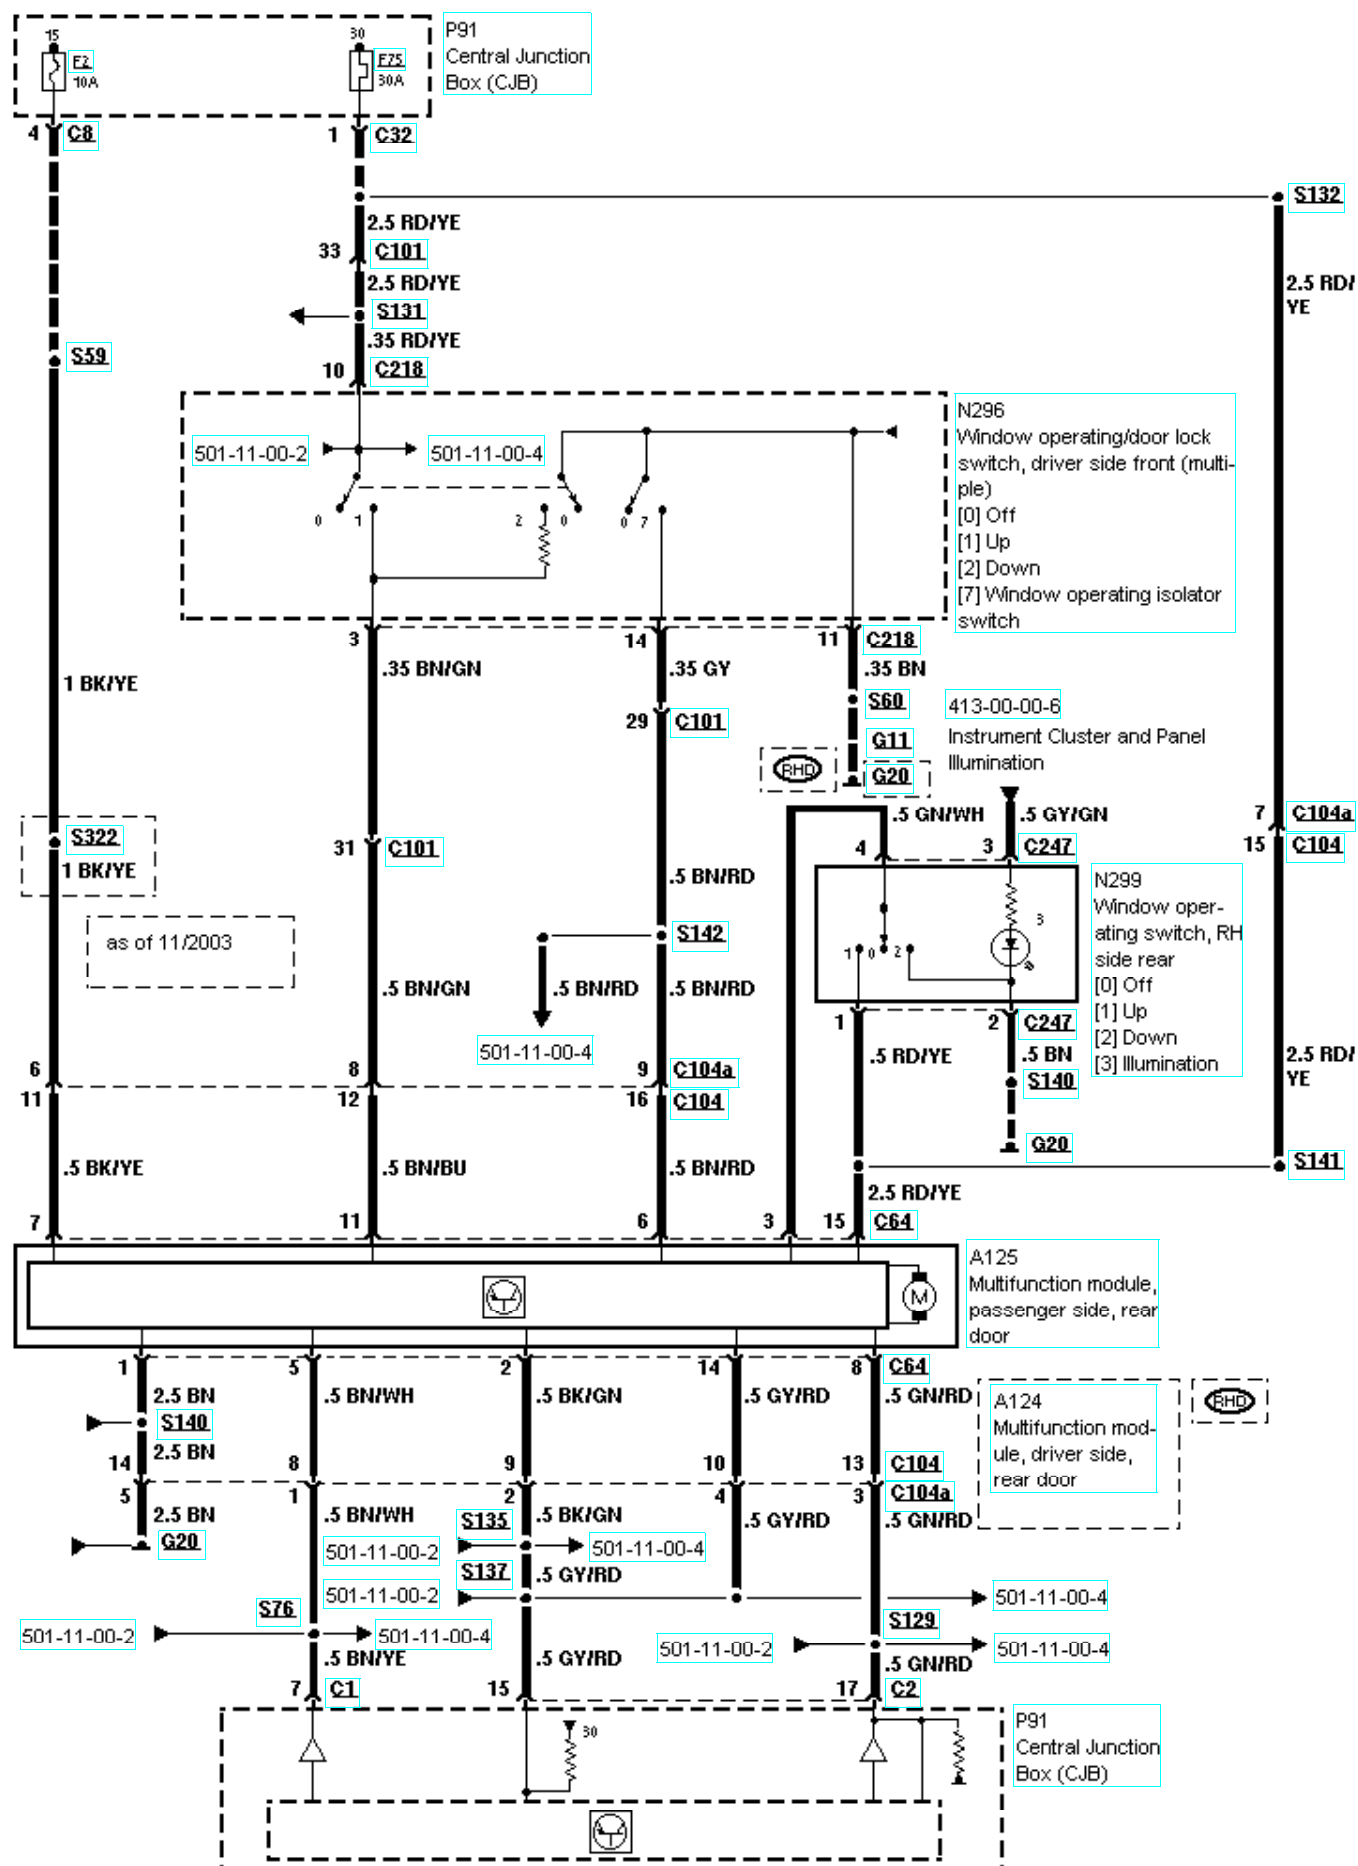 P91
Central Junction
Box (CJB)
15
F2
10A
30
F75
30A
4 C8
1 C32
S132
2.5 RD/YE
33 C101
2.5 RD/YE
2.5 RD/
YE
S131
.35 RD/YE
S59
10 C218
N296
Window operating/door lock
switch, driver side front (multi-
ple)
[0] Off
[1] Up
[2] Down
[7] Window operating isolator
switch
501-11-00-2
501-11-00-4
0 1 2 0 0 7
3 14 11 C218
.35 BN/GN
.35 GY
.35 BN
1 BK/YE
S60
413-00-00-6
Instrument Cluster and Panel
Illumination
29 C101
G11
RHD
G20
.5 GN/WH
.5 GY/GN
7 C104a
15 C104
S322
1 BK/YE
31 C101
4 3 C247
.5 BN/RD
N299
Window oper-
ating switch, RH
side rear
[0] Off
[1] Up
[2] Down
[3] Illumination
3
1 0 2
as of 11/2003
S142
.5 BN/GN
.5 BN/RD
.5 BN/RD
501-11-00-4
1 2 C247
.5 RD/YE
.5 BN
2.5 RD/
YE
S140
G20
6 8 9 C104a
11 12 16 C104
.5 BK/YE
.5 BN/BU
.5 BN/RD
S141
2.5 RD/YE
7 11 6 3 15 C64
A125
Multifunction module,
passenger side, rear
door
M
1 5 2 14 8 C64
2.5 BN
.5 BN/WH
.5 BK/GN
.5 GY/RD
.5 GN/RD
A124
Multifunction mod-
ule, driver side,
rear door
RHD
S140
2.5 BN
14 8 9 10 13 C104
5 1 2 4 3 C104a
2.5 BN
.5 BN/WH
.5 BK/GN
.5 GY/RD
.5 GN/RD
G20
S135
501-11-00-2
501-11-00-4
S137
.5 GY/RD
501-11-00-2
501-11-00-4
S76
501-11-00-2
501-11-00-4
S129
501-11-00-2
501-11-00-4
.5 BN/YE
.5 GY/RD
.5 GN/RD
7 C1
15
17 C2
P91
Central Junction
Box (CJB)
30